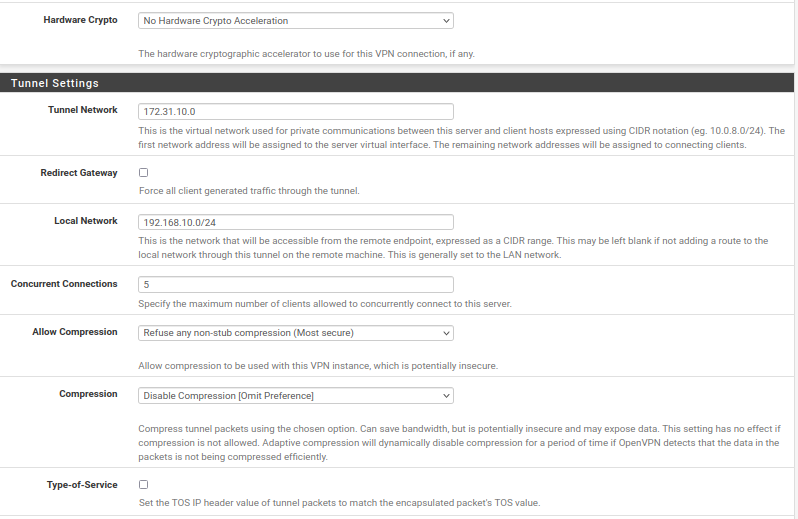 Hardware Crypto
No Hardware Crypto Acceleration
The hardware cryptographic accelerator to use for this VPN connection, if any.
Tunnel Settings
Tunnel Network
172.31.10.0
This is the virtual network used for private communications between this server and client hosts expressed using CIDR notation (eg. 10.0.8.0/24). The
first network address will be assigned to the server virtual interface. The remaining network addresses will be assigned to connecting clients.
Redirect Gateway
Force all client generated traffic through the tunnel.
Local Network
192.168.10.0/24
This is the network that will be accessible from the remote endpoint, expressed as a CIDR range. This may be left blank if not adding a route to the
local network through this tunnel on the remote machine. This is generally set to the LAN network.
Concurrent Connections
5
Specify the maximum number of clients allowed to concurrently connect to this server.
Allow Compression
Refuse any non-stub compression (Most secure)
Allow compression to be used with this VPN instance, which is potentially insecure.
Compression
Disable Compression [Omit Preference]
Compress tunnel packets using the chosen option. Can save bandwidth, but is potentially insecure and may expose data. This setting has no effect if
compression is not allowed. Adaptive compression will dynamically disable compression for a period of time if OpenVPN detects that the data in the
packets is not being compressed efficiently.
Type-of-Service
Set the TOS IP header value of tunnel packets to match the encapsulated packet's TOS value.